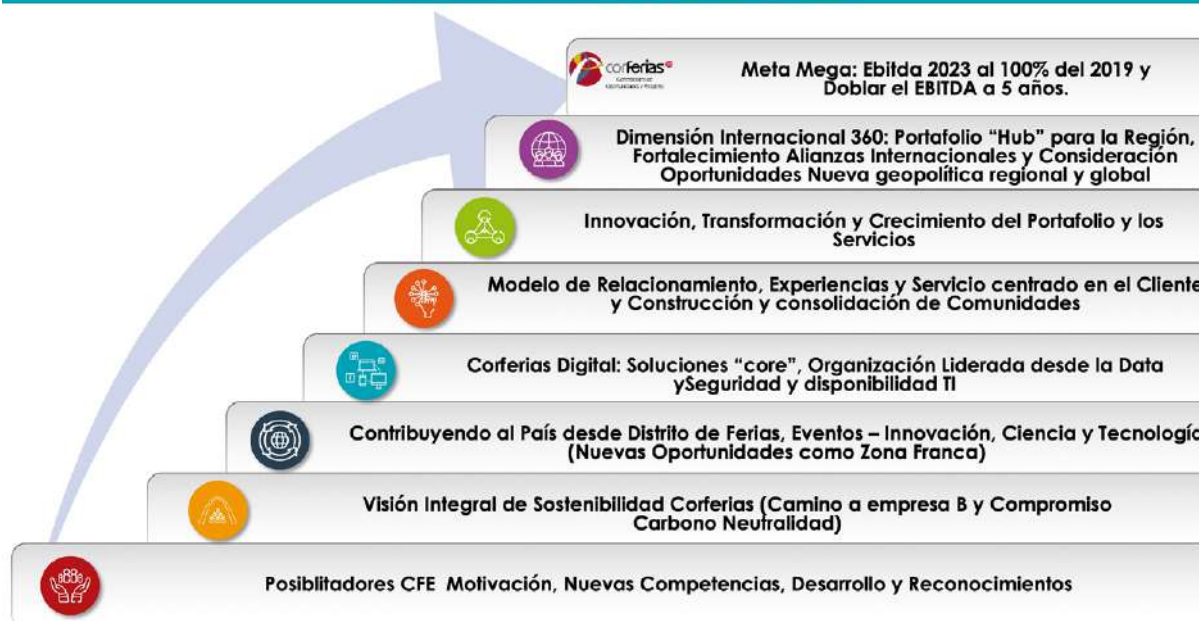 corferias
Meta Mega: Ebitda 2023 al 100% del 2019 y
Doblar el EBITDA a 5 años.
Dimensión Internacional 360: Portafolio “Hub” para la Región,
Fortalecimiento Alianzas Internacionales y Consideración
Oportunidades Nueva geopolítica regional y global
Innovación, Transformación y Crecimiento del Portafolio y los
Servicios
Modelo de Relacionamiento, Experiencias y Servicio centrado en el Cliente
y Construcción y consolidación de Comunidades
Corferias Digital: Soluciones “core”, Organización Liderada desde la Data
ySeguridad y disponibilidad TI
Contribuyendo al País desde Distrito de Ferias, Eventos – Innovación, Ciencia y Tecnología
(Nuevas Oportunidades como Zona Franca)
Visión Integral de Sostenibilidad Corferias (Camino a empresa B y Compromiso
Carbono Neutralidad)
Posiblitadores CFE Motivación, Nuevas Competencias, Desarrollo y Reconocimientos